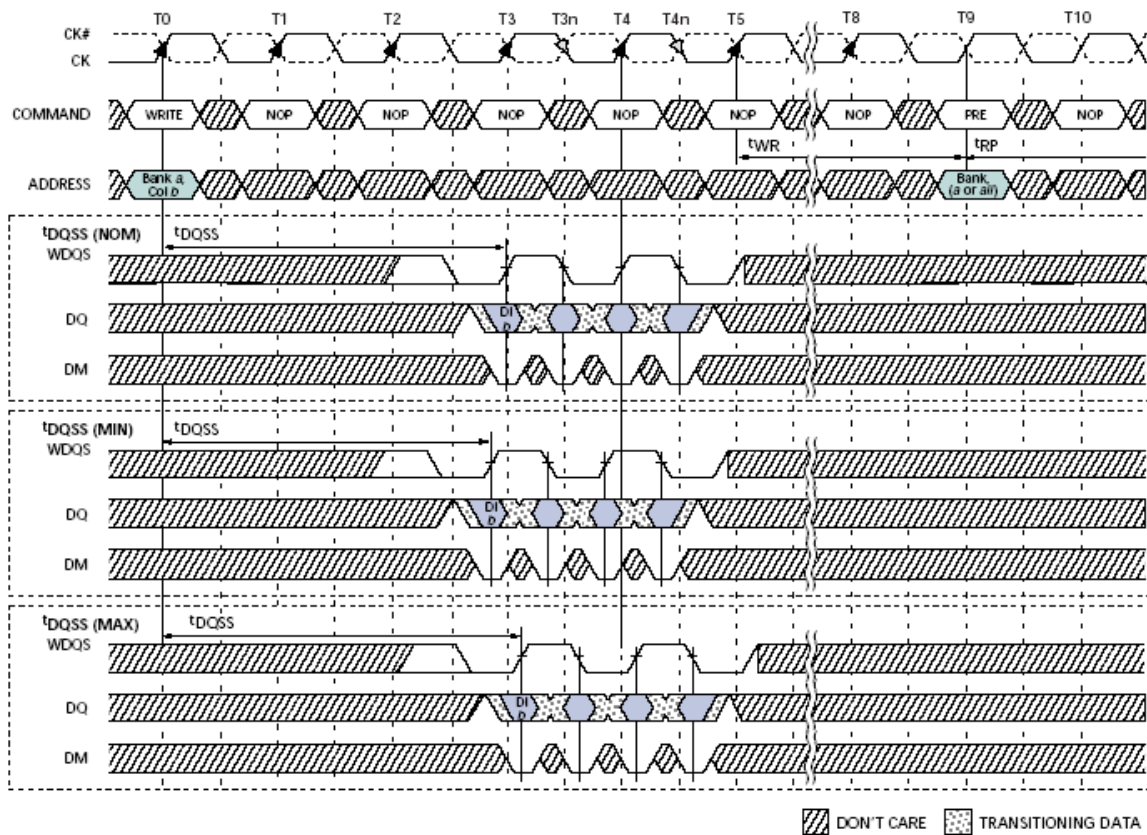 T0 T1 T2 T3 T3n T4 T4n T5 T8 T9 T10
CK#
CK
COMMAND WRITE NOP NOP NOP NOP NOP NOP PRE NOP
tWR tRP
ADDRESS Bank a, Col b Bank, (a or all)
tDQSS (NOM) tDQSS
WDQS
DQ DI b
DM
tDQSS (MIN) tDQSS
WDQS
DQ DI b
DM
tDQSS (MAX) tDQSS
WDQS
DQ DI b
DM
DON'T CARE TRANSITIONING DATA